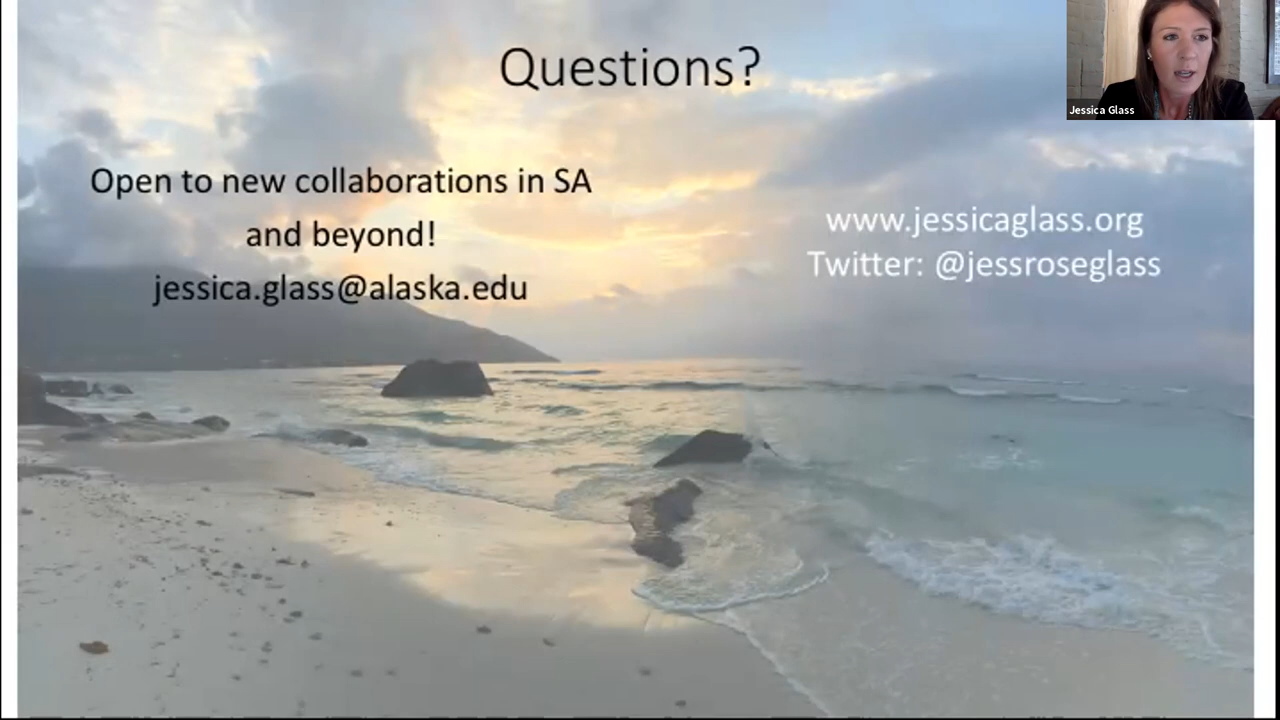 Questions?
Jessica Glass
Open to new collaborations in SA
and beyond!
jessica.glass@alaska.edu
www.jessicaglass.org
Twitter: @jessroseglass